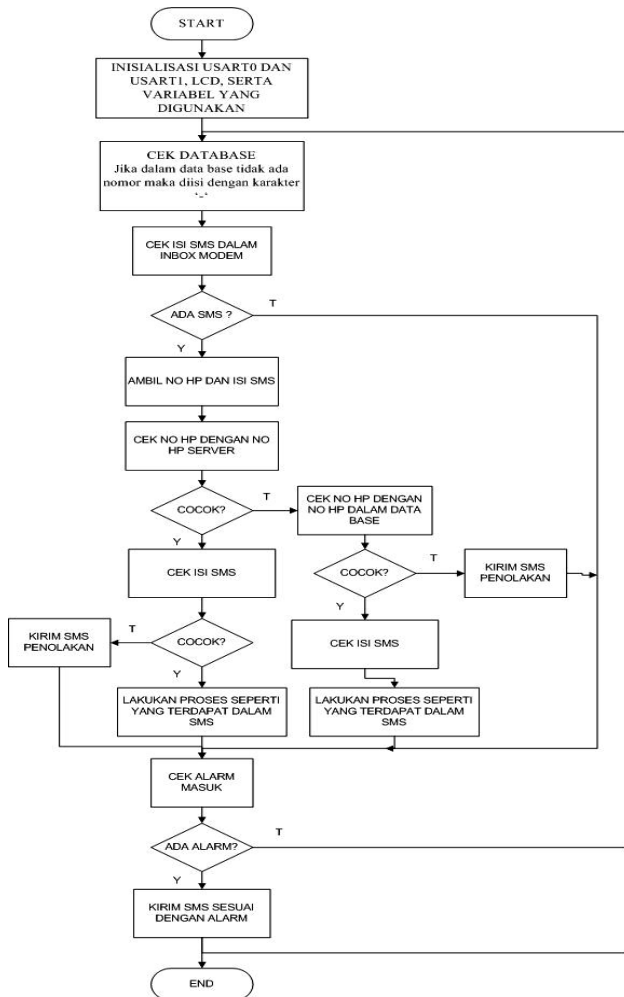 START
INISIALISASI USART0 DAN
USART1, LCD, SERTA
VARIABEL YANG
DIGUNAKAN
CEK DATABASE
Jika dalam data base tidak ada
nomor maka diisi dengan karakter
‘-‘
CEK ISI SMS DALAM
INBOX MODEM
ADA SMS ?
T
Y
AMBIL NO HP DAN ISI SMS
CEK NO HP DENGAN NO
HP SERVER
COCOK?
T
Y
CEK NO HP DENGAN
NO HP DALAM DATA
BASE
CEK ISI SMS
COCOK?
T
Y
KIRIM SMS
PENOLAKAN
KIRIM SMS
PENOLAKAN
T
COCOK?
Y
CEK ISI SMS
LAKUKAN PROSES SEPERTI
YANG TERDAPAT DALAM
SMS
LAKUKAN PROSES SEPERTI
YANG TERDAPAT DALAM
SMS
CEK ALARM
MASUK
ADA ALARM?
T
Y
KIRIM SMS SESUAI
DENGAN ALARM
END